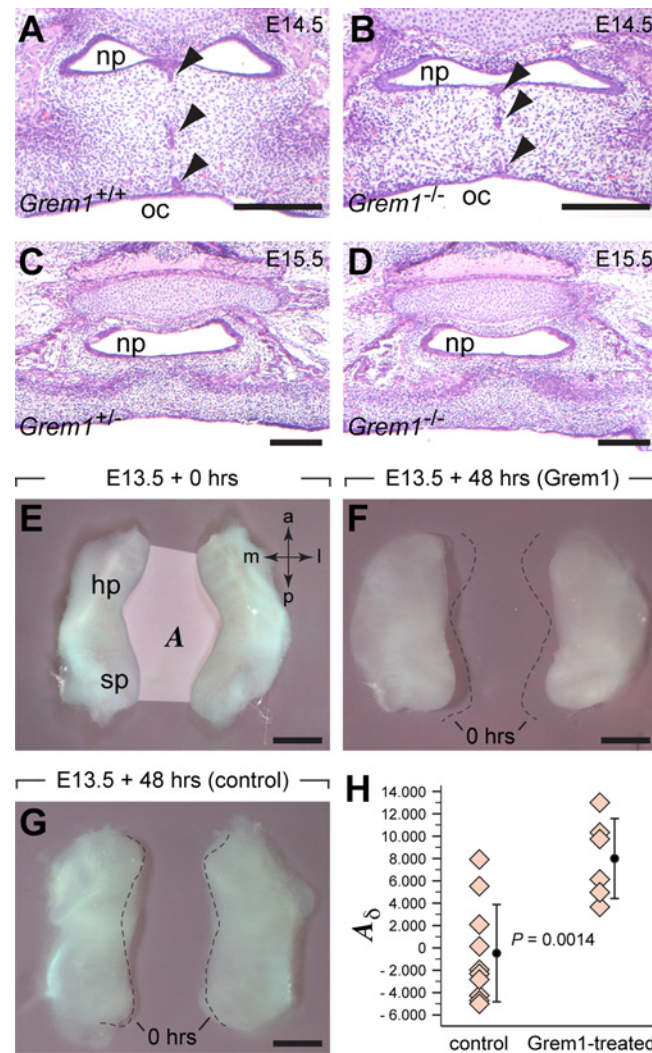 A E14.5
np
Grem1+/+
oc
B E14.5
np
Grem1-/-
oc
C E15.5
np
Grem1+/-
D E15.5
np
Grem1-/-
E13.5 + 0 hrs
E
a
m l
p
hp
A
sp
E13.5 + 48 hrs (Grem1)
F
0 hrs
E13.5 + 48 hrs (control)
G
0 hrs
H
14.000
12.000
10.000
8.000
6.000
4.000
2.000
0
- 2.000
- 4.000
- 6.000
Aδ
P = 0.0014
control Grem1-treated